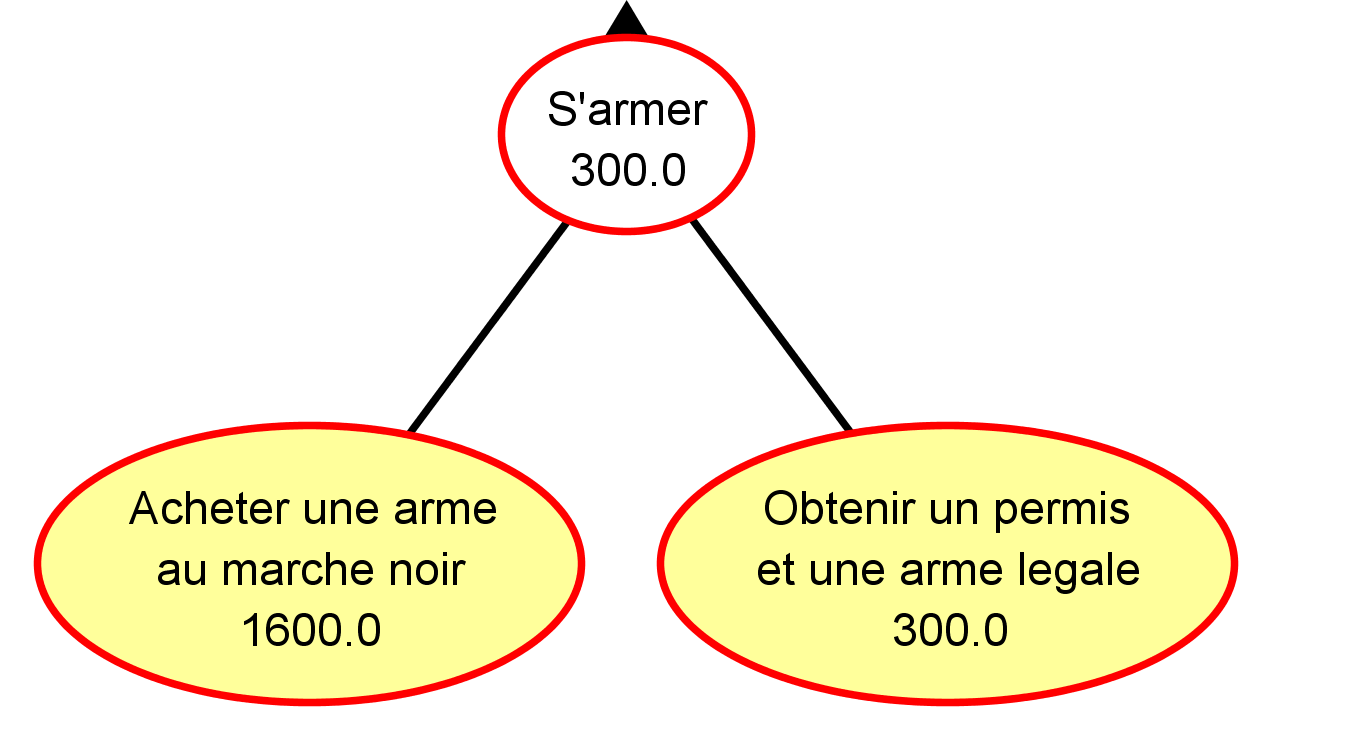 S'armer
300.0
Acheter une arme
au marche noir
1600.0
Obtenir un permis
et une arme legale
300.0